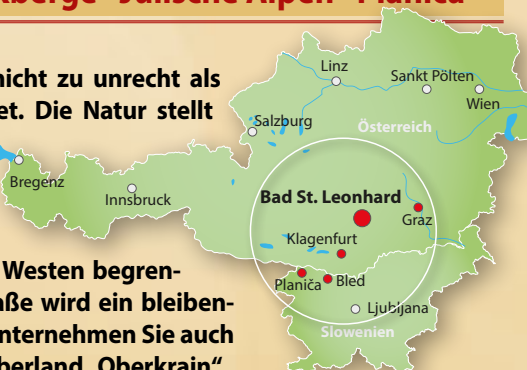 kberge Julische Alpen Planica
nicht zu unrecht als
et. Die Natur stellt
Westen begren-
aße wird ein bleiben-
nternehmen Sie auch
berland „Oberkrain“
Linz
Sankt Pölten
Wien
Salzburg
Österreich
Bregenz
Innsbruck
Bad St. Leonhard
Graz
Klagenfurt
Planiča
Bled
Ljubljana
Slowenien